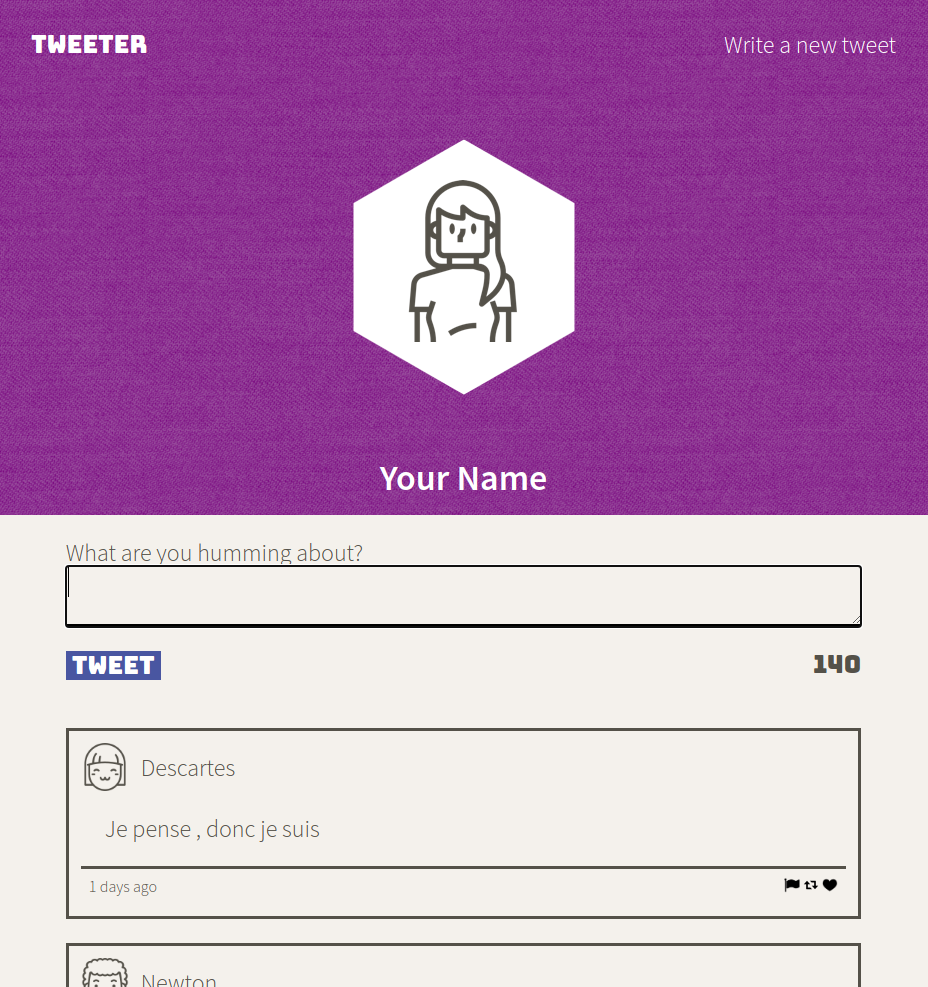 TWEETER
Write a new tweet
Your Name
What are you humming about?
TWEET
140
Descartes
Je pense , donc je suis
1 days ago
Newton